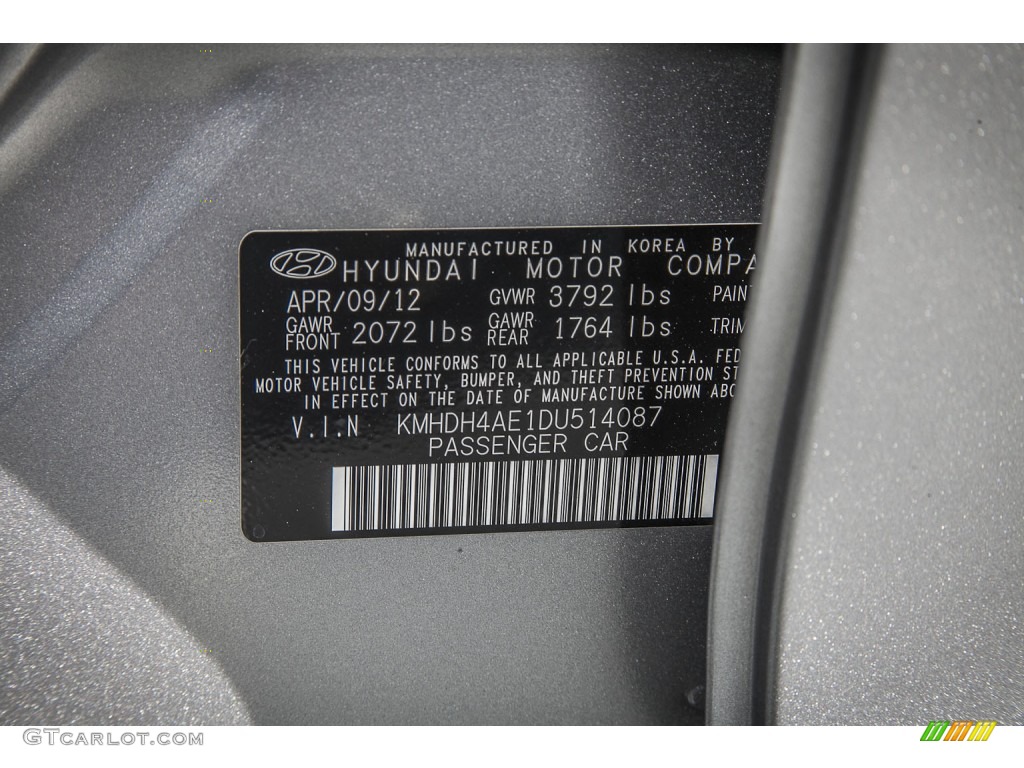 MANUFACTURED IN KOREA BY
HYUNDAI MOTOR COMPA
APR/09/12 GVWR 3792 lbs PAIN
GAWR FRONT 2072 lbs GAWR REAR 1764 lbs TRIM
THIS VEHICLE CONFORMS TO ALL APPLICABLE U.S.A. FED
MOTOR VEHICLE SAFETY, BUMPER, AND THEFT PREVENTION ST
IN EFFECT ON THE DATE OF MANUFACTURE SHOWN ABO
V.I.N KMHDH4AE1DU514087
PASSENGER CAR
GTCarLot.com